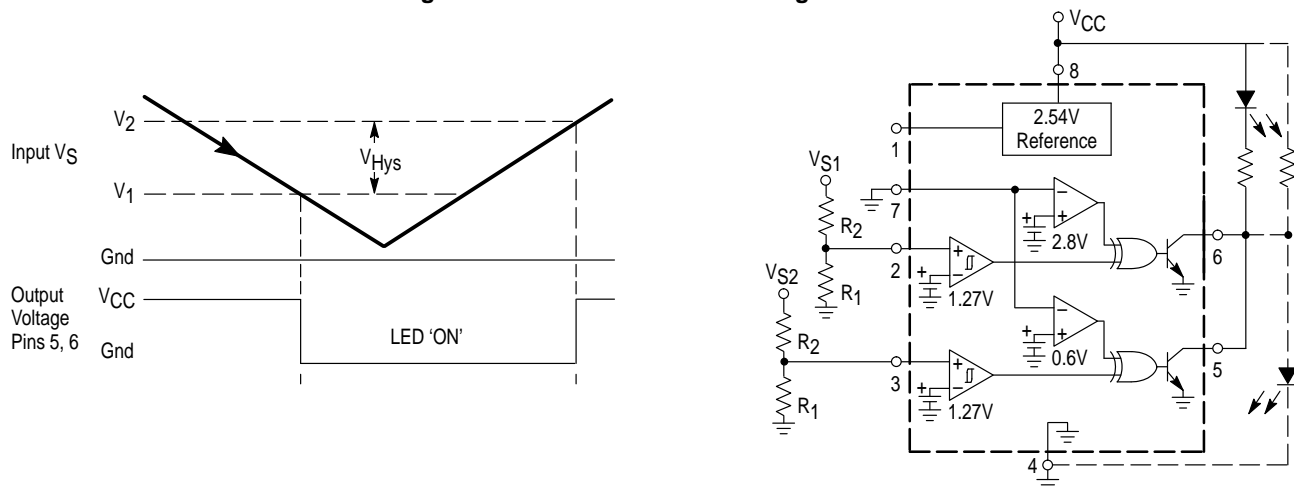 V2
Input VS
VHys
V1
Gnd
Output
Voltage
Pins 5, 6
VCC
Gnd
LED 'ON'
VCC
8
2.54V
Reference
1
VS1
7
R2
2.8V
6
2
1.27V
VS2
R1
R2
0.6V
5
3
1.27V
R1
4